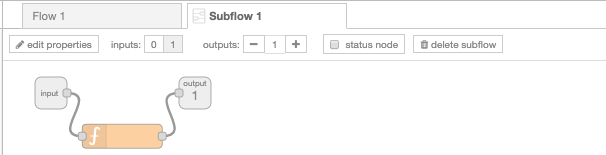 Flow 1
Subflow 1
edit properties inputs: 0 1 outputs: 1 status node delete subflow
input
output
1
f